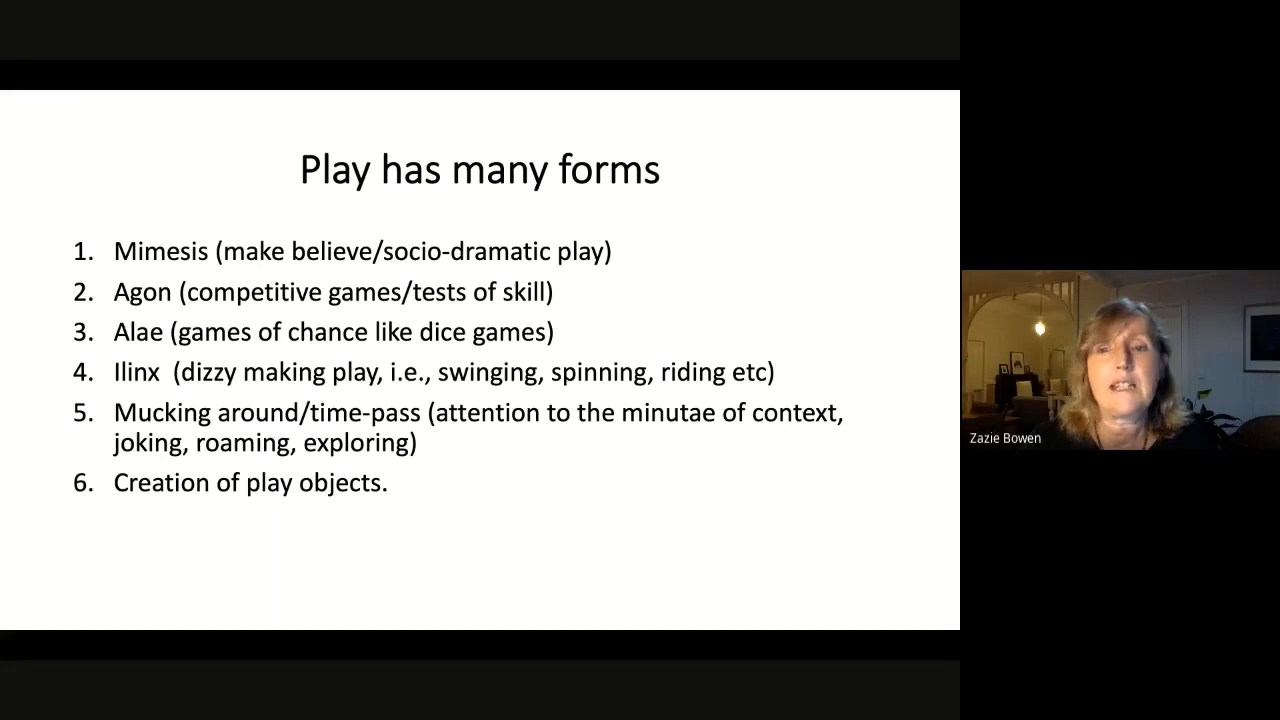 Play has many forms
1. Mimesis (make believe/socio-dramatic play)
2. Agon (competitive games/tests of skill)
3. Alae (games of chance like dice games)
4. Ilinx  (dizzy making play, i.e., swinging, spinning, riding etc)
5. Mucking around/time-pass (attention to the minutae of context,
joking, roaming, exploring)
6. Creation of play objects.
Zazie Bowen